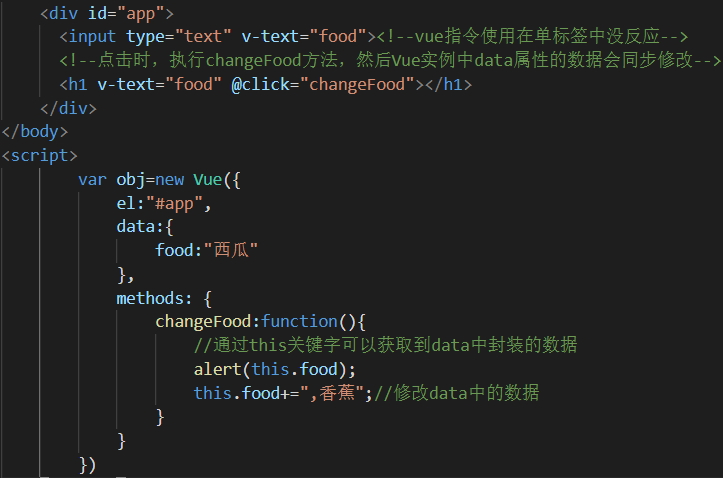 <div id="app">
<input type="text" v-text="food"><!--vue指令使用在单标签中没反应-->
<!--点击时，执行changeFood方法，然后Vue实例中data属性的数据会同步修改-->
<h1 v-text="food" @click="changeFood"></h1>
</div>
</body>
<script>
var obj=new Vue({
el:"#app",
data:{
food:"西瓜"
},
methods: {
changeFood:function(){
//通过this关键字可以获取到data中封装的数据
alert(this.food);
this.food+=",香蕉";//修改data中的数据
}
}
})